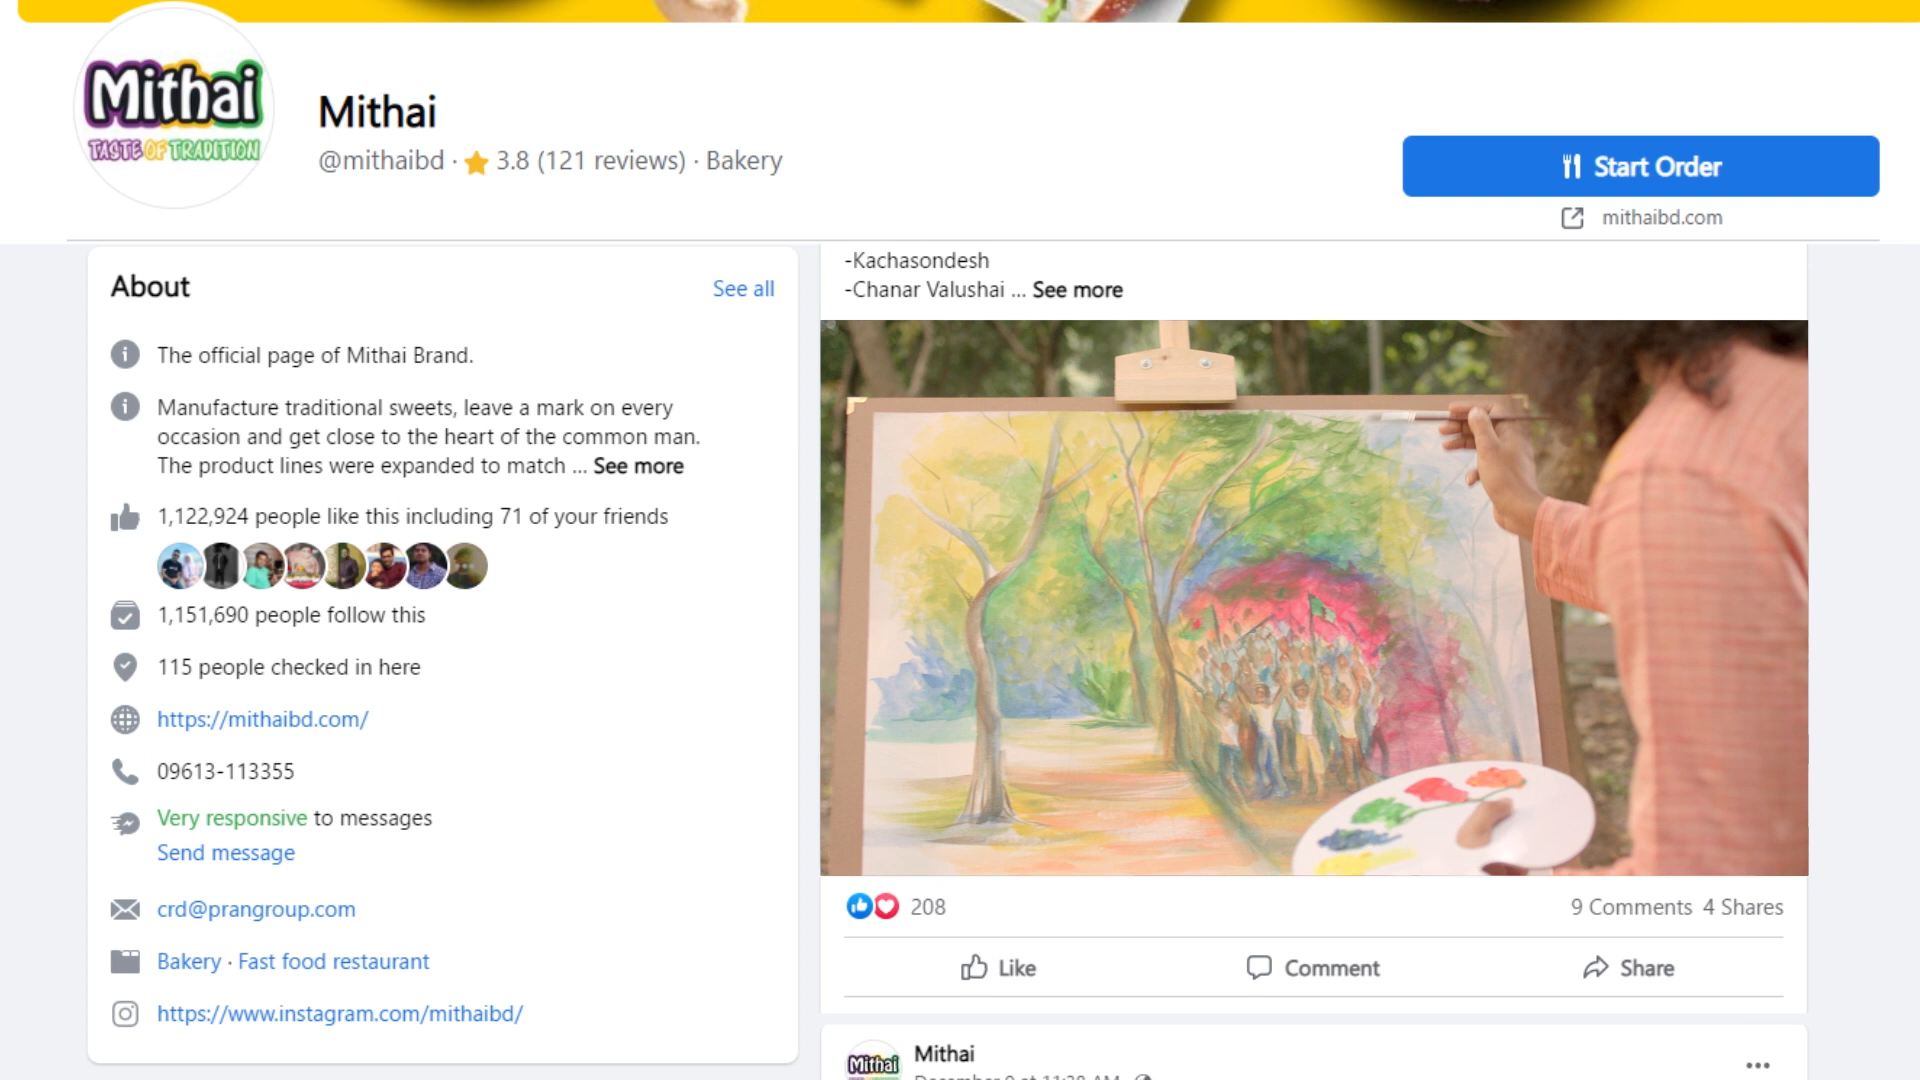 Mithai
TASTE OF TRADITION
Mithai
@mithaibd · 3.8 (121 reviews) · Bakery
Start Order
mithaibd.com
About
See all
The official page of Mithai Brand.
Manufacture traditional sweets, leave a mark on every
occasion and get close to the heart of the common man.
The product lines were expanded to match ... See more
1,122,924 people like this including 71 of your friends
1,151,690 people follow this
115 people checked in here
https://mithaibd.com/
09613-113355
Very responsive to messages
Send message
crd@prangroup.com
Bakery · Fast food restaurant
https://www.instagram.com/mithaibd/
-Kachasondesh
-Chanar Valushai ... See more
208
9 Comments 4 Shares
Like
Comment
Share
Mithai
Mithai